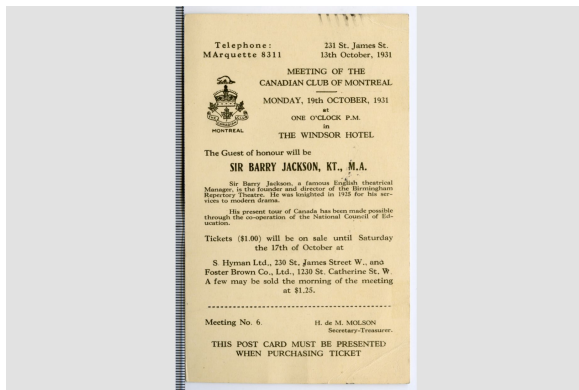 Telephone:
MArquette 8311
231 St. James St.
13th October, 1931
MEETING OF THE
CANADIAN CLUB OF MONTREAL
MONDAY, 19th OCTOBER, 1931
at
ONE O'CLOCK P.M.
in
THE WINDSOR HOTEL
MONTREAL
The Guest of honour will be
SIR BARRY JACKSON, KT., M.A.
Sir Barry Jackson, a famous English theatrical
Manager, is the founder and director of the Birmingham
Repertory Theatre. He was knighted in 1925 for his ser-
vices to modern drama.
His present tour of Canada has been made possible
through the co-operation of the National Council of Ed-
ucation.
Tickets ($1.00) will be on sale until Saturday
the 17th of October at
S. Hyman Ltd., 230 St. James Street W., and
Foster Brown Co., Ltd., 1230 St. Catherine St. W.
A few may be sold the morning of the meeting
at $1.25.
Meeting No. 6.
H. de M. MOLSON
Secretary-Treasurer.
THIS POST CARD MUST BE PRESENTED
WHEN PURCHASING TICKET